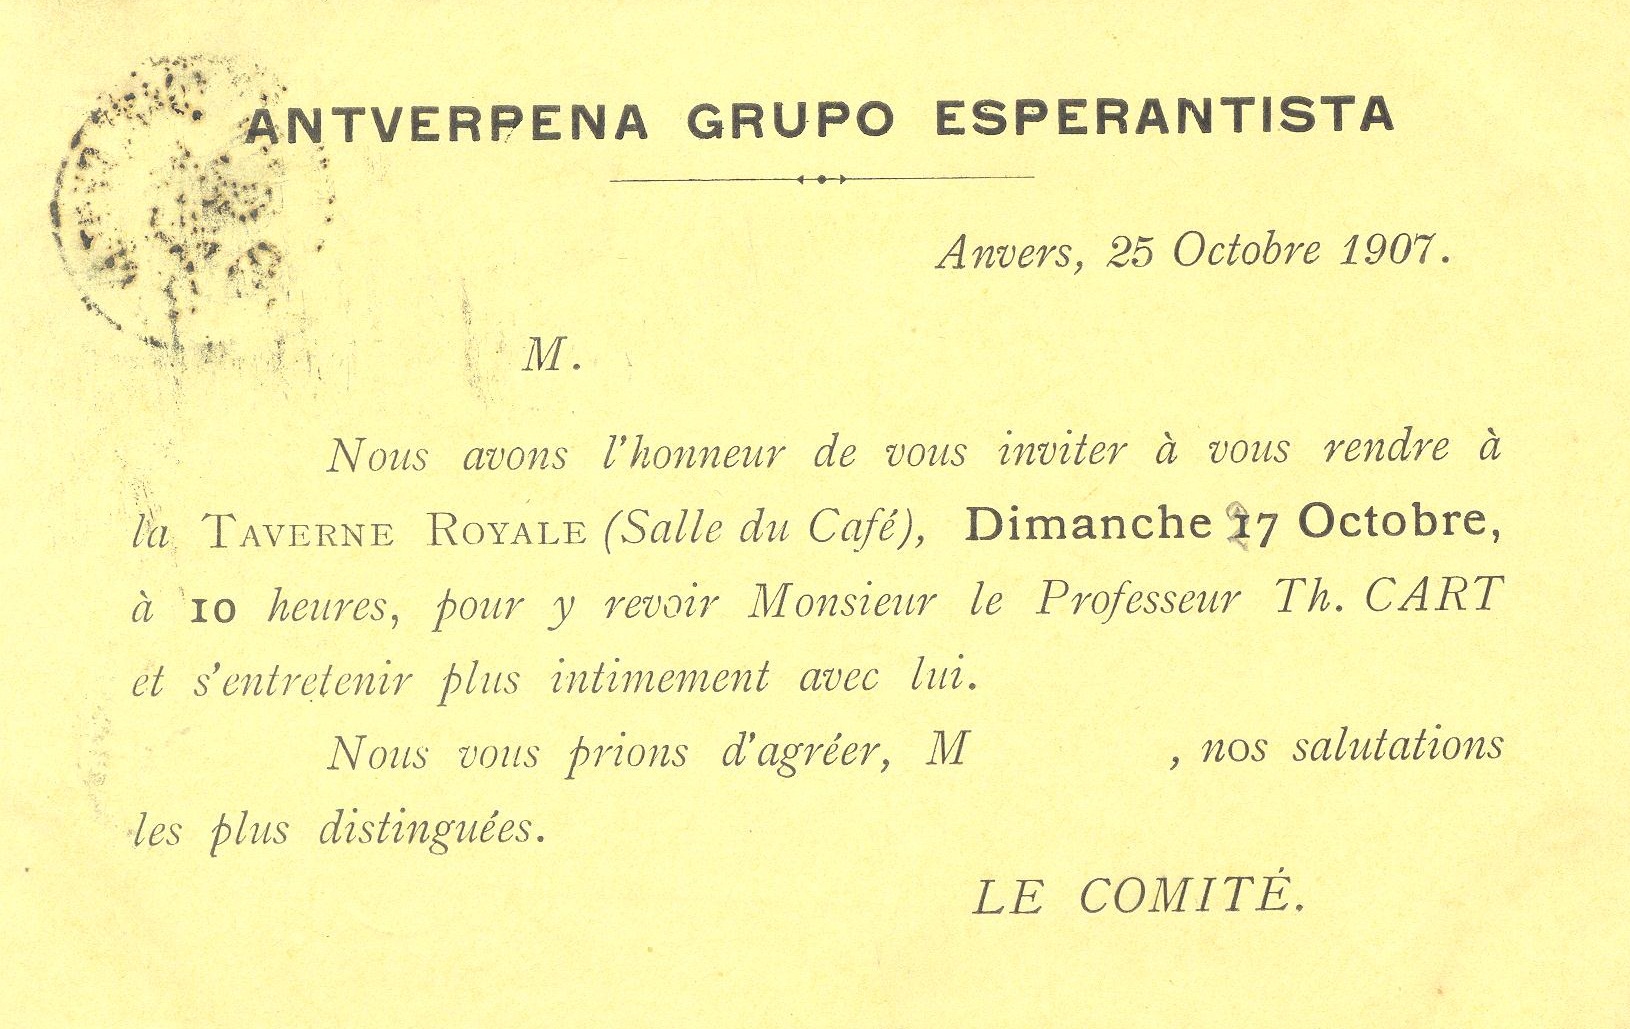 ANTVERPENA GRUPO ESPERANTISTA
Anvers, 25 Octobre 1907.
M.
Nous avons l'honneur de vous inviter à vous rendre à
la TAVERNE ROYALE (Salle du Café), Dimanche 27 Octobre,
à 10 heures, pour y revoir Monsieur le Professeur Th. CART
et s'entretenir plus intimement avec lui.
Nous vous prions d'agréer, M , nos salutations
les plus distinguées.
LE COMITÉ.